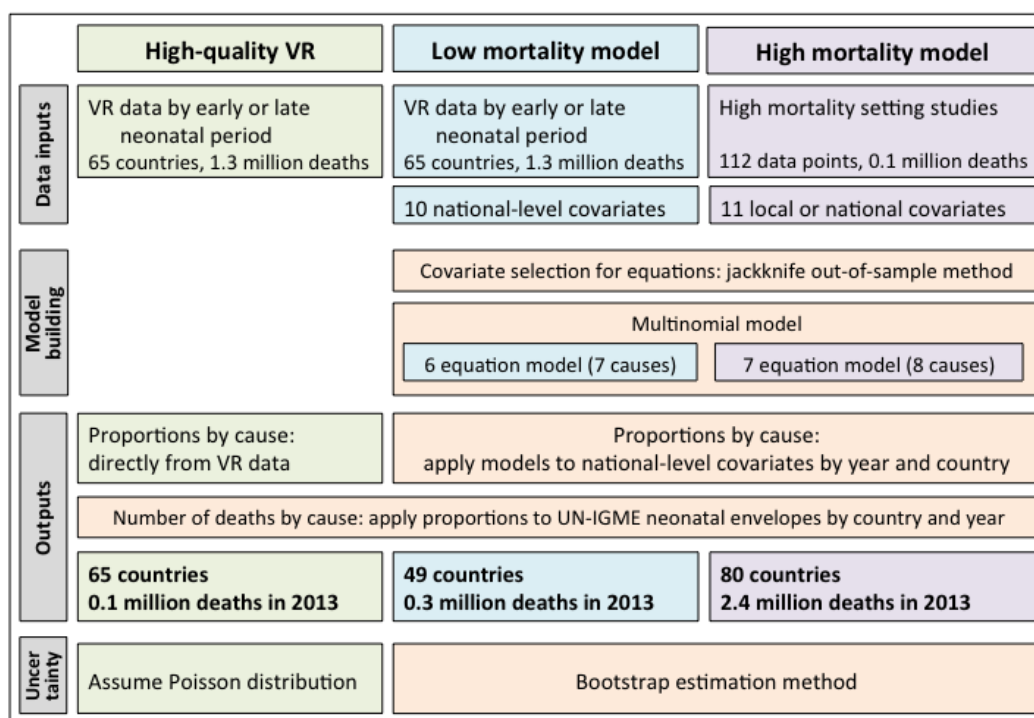 High-quality VR
Low mortality model
High mortality model
Data inputs
VR data by early or late
neonatal period
65 countries, 1.3 million deaths
VR data by early or late
neonatal period
65 countries, 1.3 million deaths
High mortality setting studies
112 data points, 0.1 million deaths
10 national-level covariates
11 local or national covariates
Model
building
Covariate selection for equations: jackknife out-of-sample method
Multinomial model
6 equation model (7 causes)
7 equation model (8 causes)
Outputs
Proportions by cause:
directly from VR data
Proportions by cause:
apply models to national-level covariates by year and country
Number of deaths by cause: apply proportions to UN-IGME neonatal envelopes by country and year
65 countries
0.1 million deaths in 2013
49 countries
0.3 million deaths in 2013
80 countries
2.4 million deaths in 2013
Uncer
tainty
Assume Poisson distribution
Bootstrap estimation method